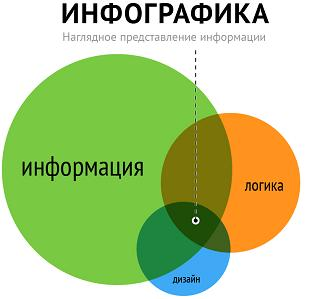 ИНФОГРАФИКА
Наглядное представление информации
информация
логика
дизайн